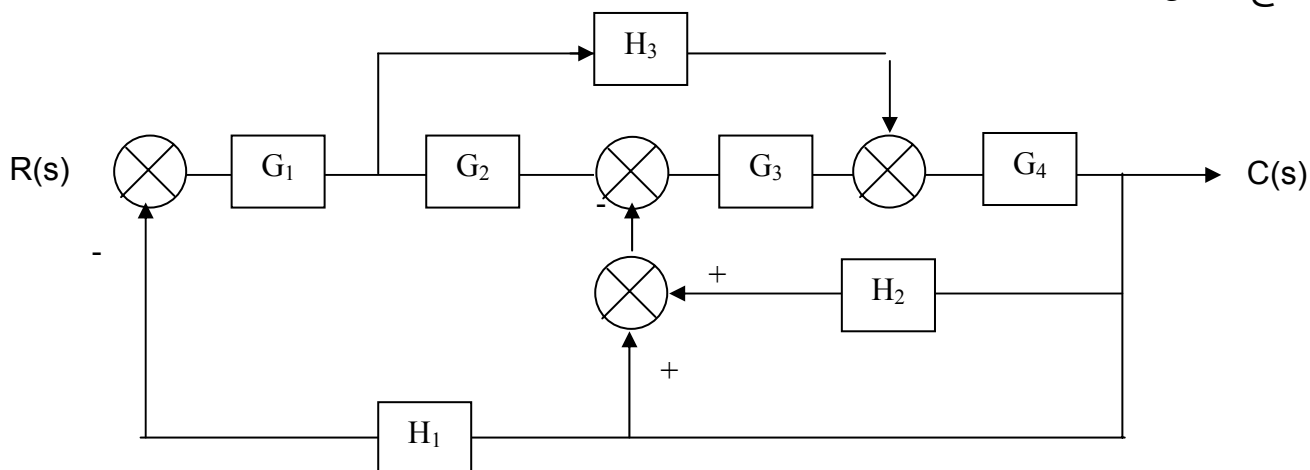 H₃
R(s) G₁ G₂ G₃ G₄ C(s)
-
-
+
H₂
+
H₁